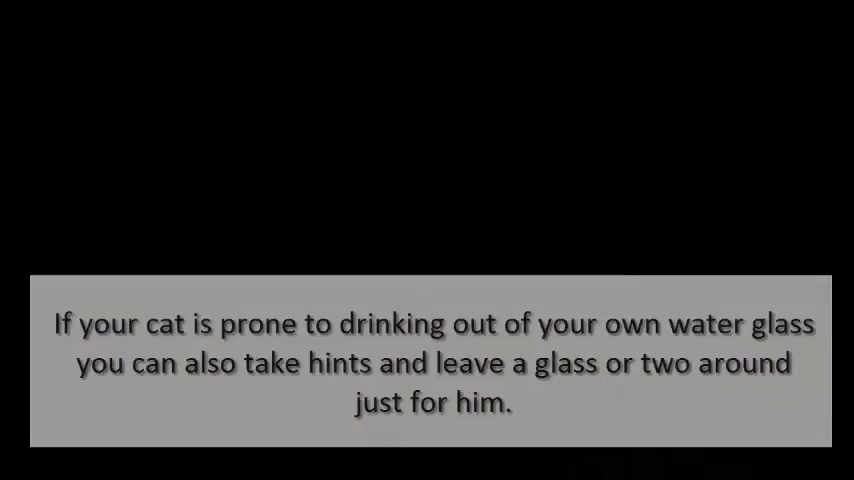 If your cat is prone to drinking out of your own water glass
you can also take hints and leave a glass or two around
just for him.